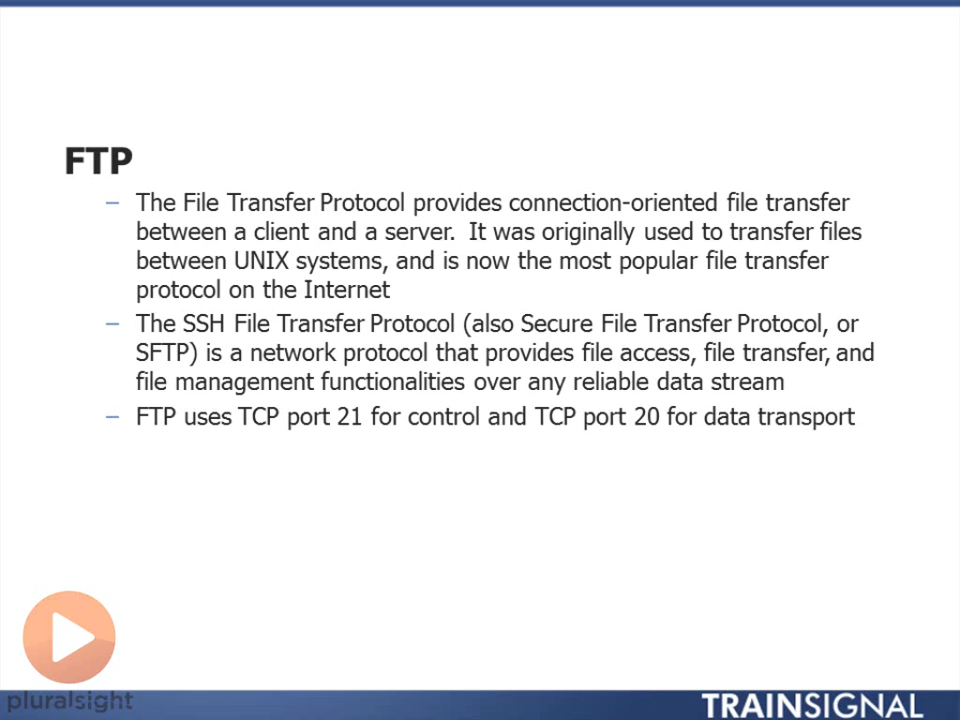 FTP
– The File Transfer Protocol provides connection-oriented file transfer
between a client and a server.  It was originally used to transfer files
between UNIX systems, and is now the most popular file transfer
protocol on the Internet
– The SSH File Transfer Protocol (also Secure File Transfer Protocol, or
SFTP) is a network protocol that provides file access, file transfer, and
file management functionalities over any reliable data stream
– FTP uses TCP port 21 for control and TCP port 20 for data transport
pluralsight
TRAINSIGNAL